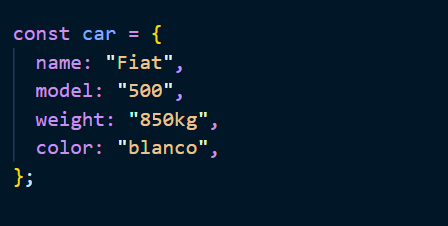 const car = {
  name: "Fiat",
  model: "500",
  weight: "850kg",
  color: "blanco",
};